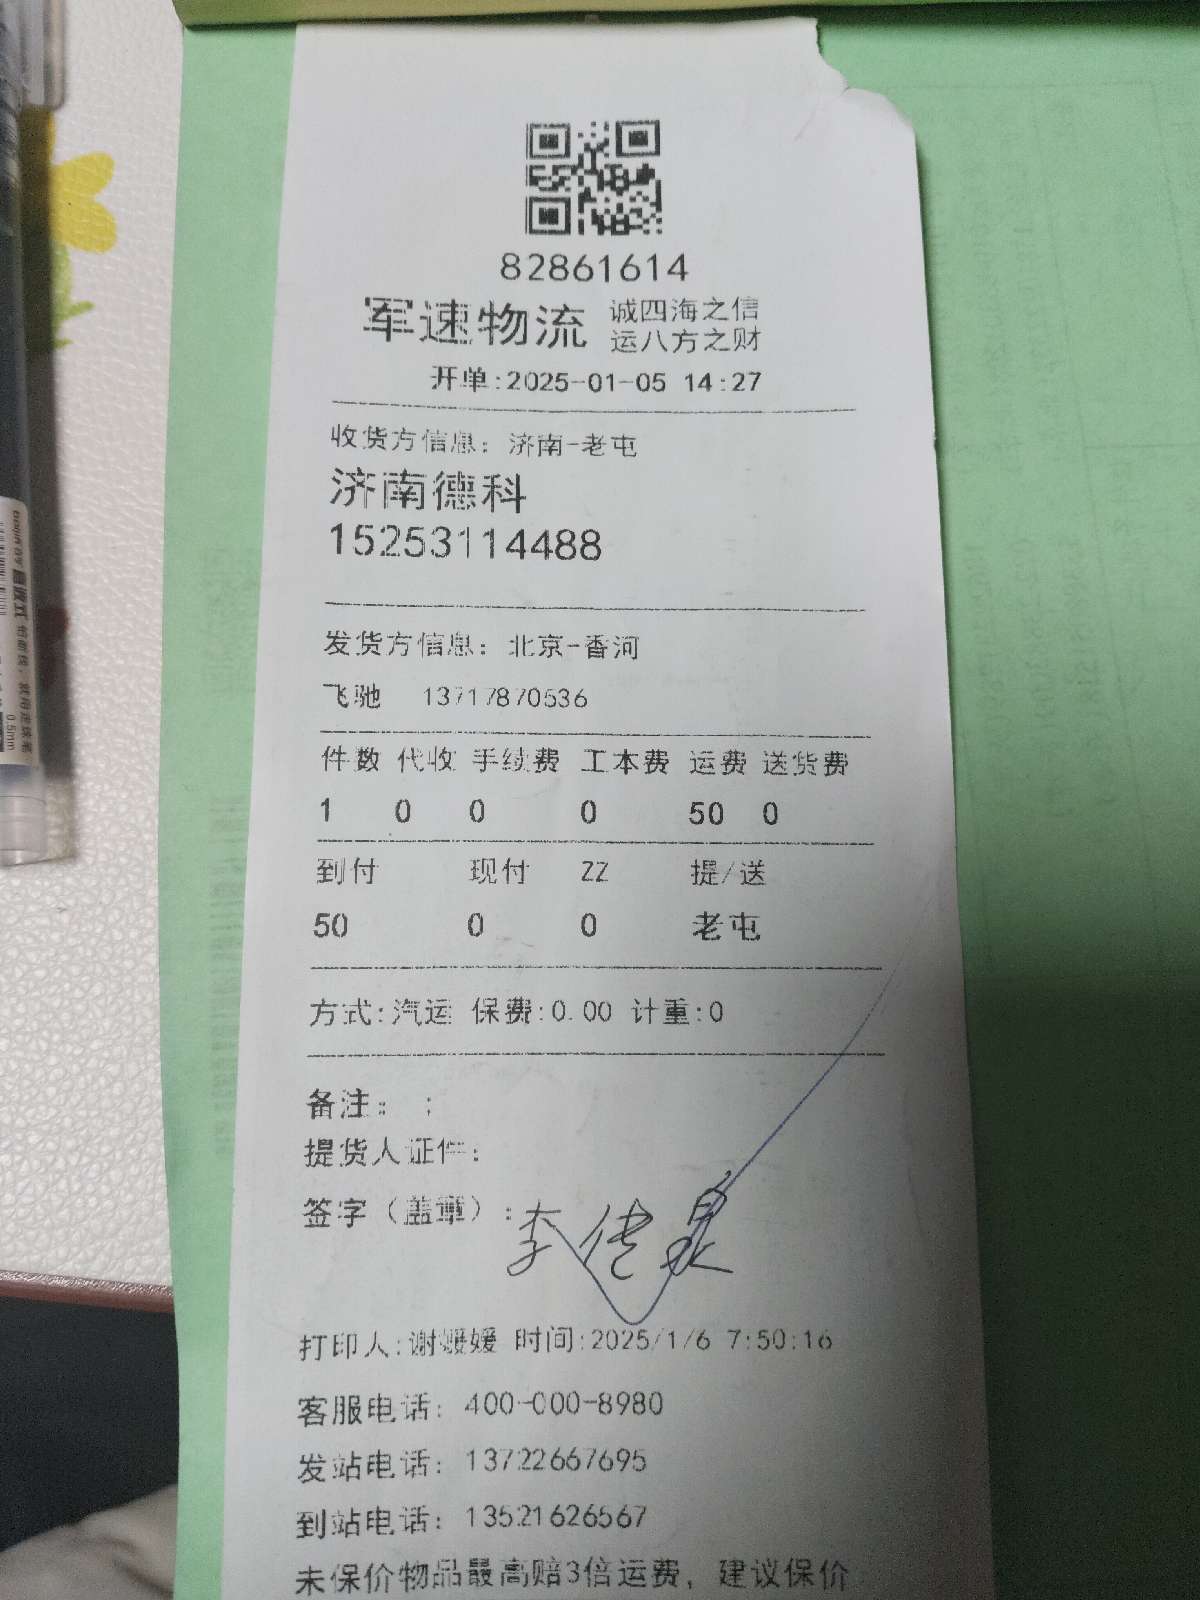 82861614
军速物流 诚四海之信
运八方之财
开单:2025-01-05 14:27
收货方信息: 济南-老屯
济南德科
15253114488
发货方信息: 北京-香河
飞驰 13717870536
件数 代收 手续费 工本费 运费 送货费
1 0 0 0 50 0
到付 现付 ZZ 提/送
50 0 0 老屯
方式:汽运 保费:0.00 计重:0
备注: ;
提货人证件:
签字（盖章）:李传泉
打印人:谢媛媛 时间:2025/1/6 7:50:16
客服电话: 400-000-8980
发站电话: 13722667695
到站电话: 13521626567
未保价物品最高赔3倍运费, 建议保价
0.5mm